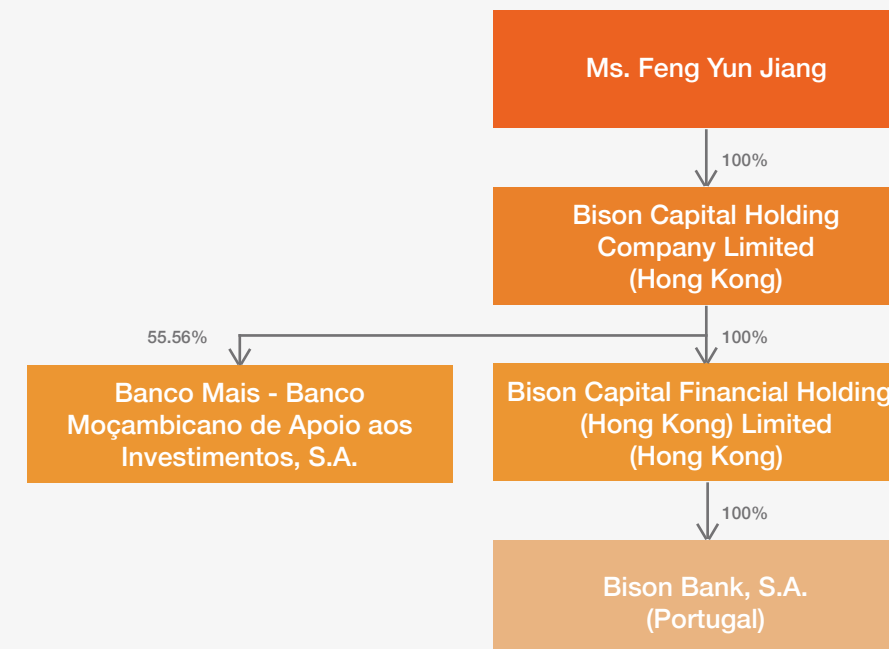 Ms. Feng Yun Jiang
100%
Bison Capital Holding
Company Limited
(Hong Kong)
55.56%
100%
Banco Mais - Banco
Moçambicano de Apoio aos
Investimentos, S.A.
Bison Capital Financial Holding
(Hong Kong) Limited
(Hong Kong)
100%
Bison Bank, S.A.
(Portugal)